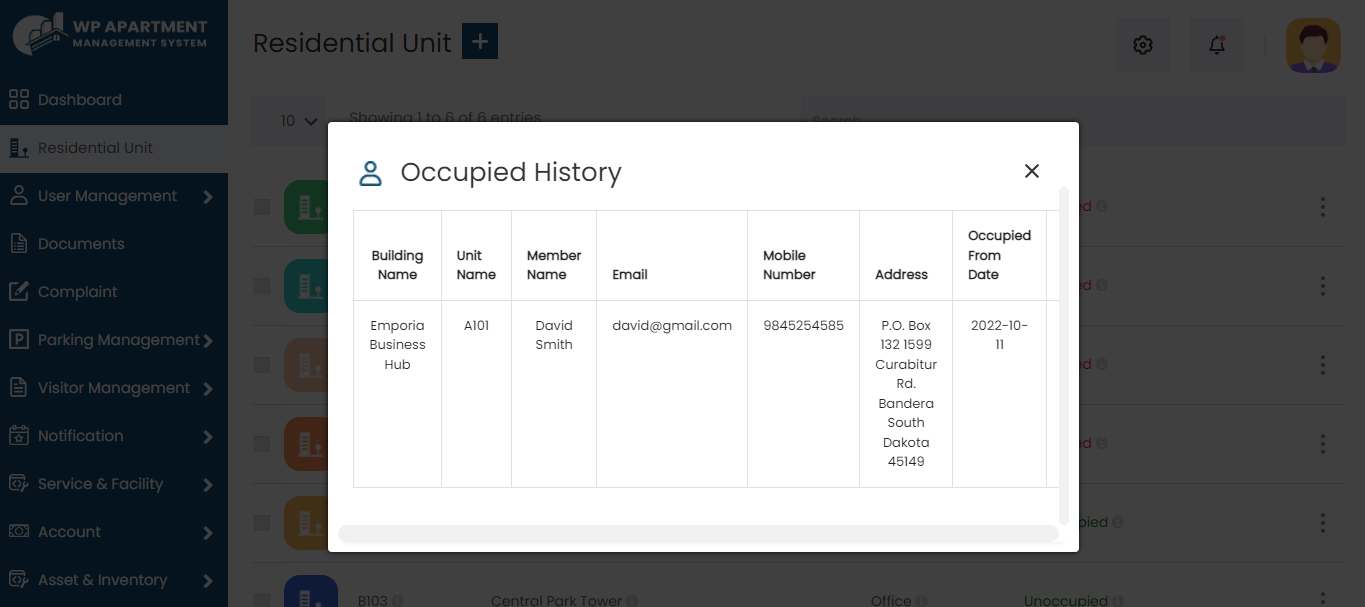 WP APARTMENT
MANAGEMENT SYSTEM
Dashboard
Residential Unit
User Management
Documents
Complaint
Parking Management
Visitor Management
Notification
Service & Facility
Account
Asset & Inventory
Residential Unit +
10
Showing 1 to 6 of 6 entries
Search
Occupied History
Building Name
Unit Name
Member Name
Email
Mobile Number
Address
Occupied From Date
Emporia
Business
Hub
A101
David
Smith
david@gmail.com
9845254585
P.O. Box
132 1599
Curabitur
Rd.
Bandera
South
Dakota
45149
2022-10-
11
B103
Central Park Tower
Office
Unoccupied